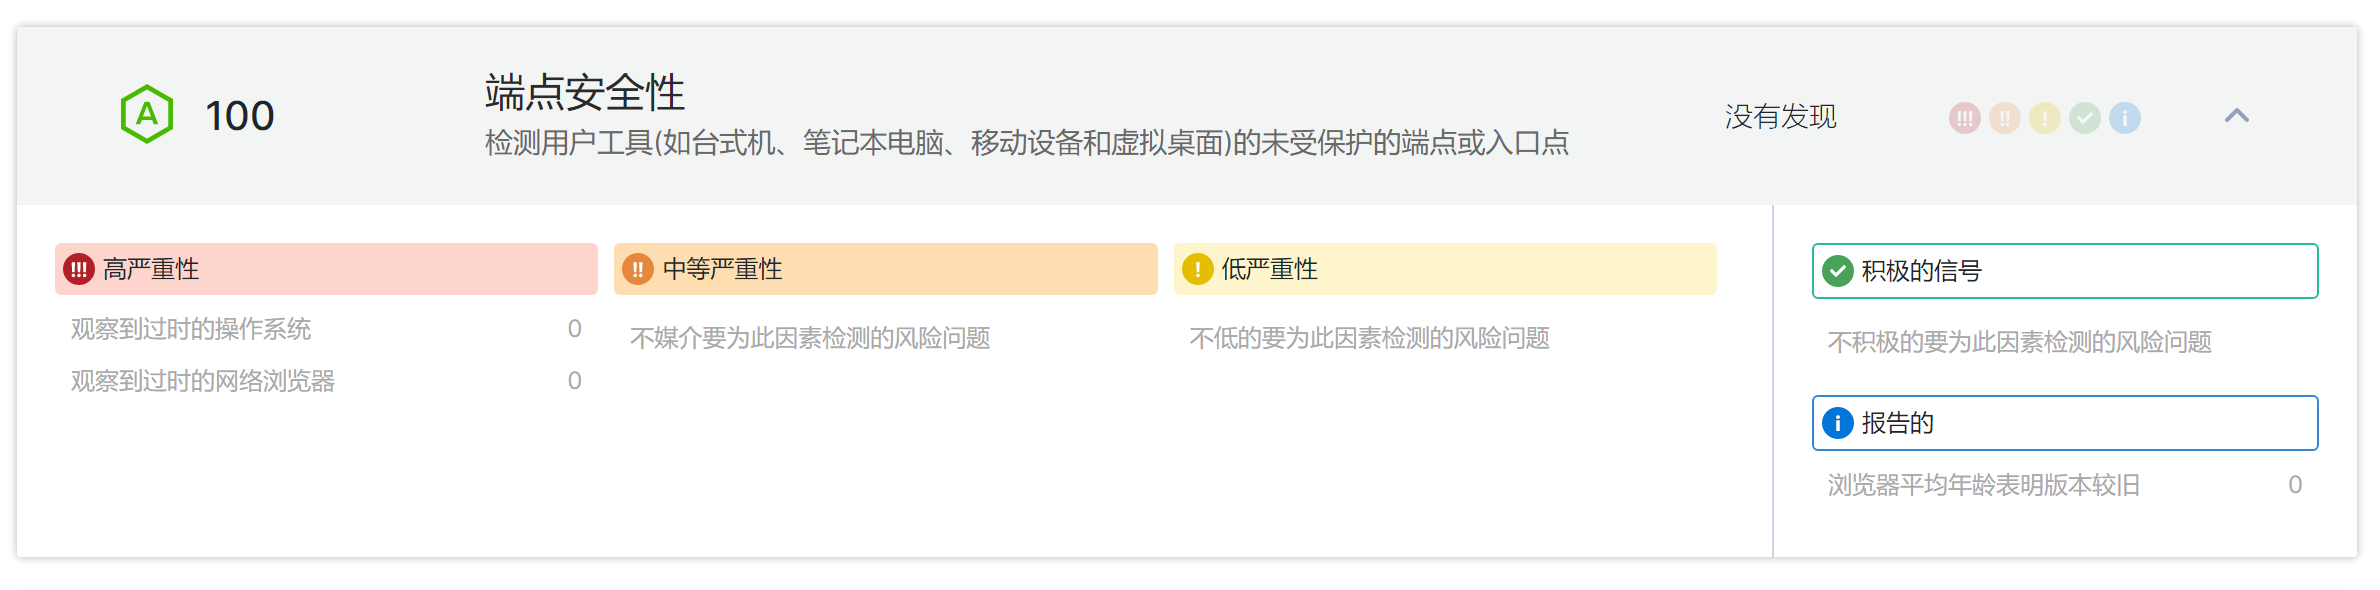 A 100
端点安全性
检测用户工具(如台式机、笔记本电脑、移动设备和虚拟桌面)的未受保护的端点或入口点
没有发现
高严重性
观察到过时的操作系统 0
观察到过时的网络浏览器 0
中等严重性
不媒介要为此因素检测的风险问题
低严重性
不低的要为此因素检测的风险问题
积极的信号
不积极的要为此因素检测的风险问题
报告的
浏览器平均年龄表明版本较旧 0